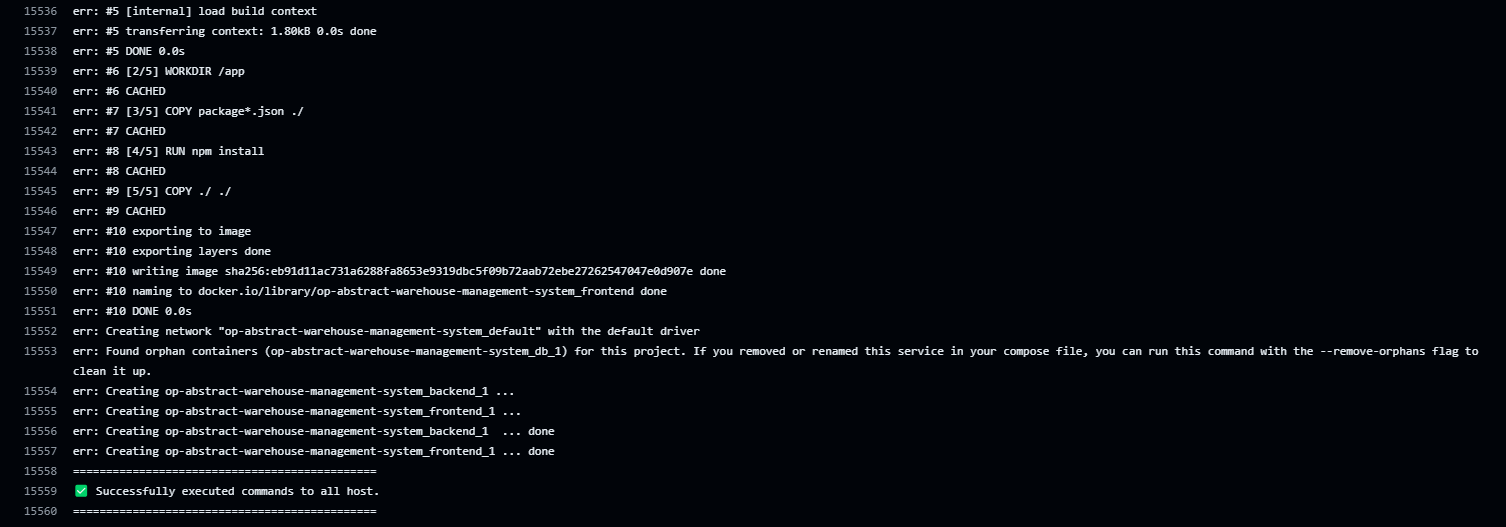 15536 err: #5 [internal] load build context
15537 err: #5 transferring context: 1.80kB 0.0s done
15538 err: #5 DONE 0.0s
15539 err: #6 [2/5] WORKDIR /app
15540 err: #6 CACHED
15541 err: #7 [3/5] COPY package*.json ./
15542 err: #7 CACHED
15543 err: #8 [4/5] RUN npm install
15544 err: #8 CACHED
15545 err: #9 [5/5] COPY ./ ./
15546 err: #9 CACHED
15547 err: #10 exporting to image
15548 err: #10 exporting layers done
15549 err: #10 writing image sha256:eb91d11ac731a6288fa8653e9319dbc5f09b72aab72ebe27262547047e0d907e done
15550 err: #10 naming to docker.io/library/op-abstract-warehouse-management-system_frontend done
15551 err: #10 DONE 0.0s
15552 err: Creating network "op-abstract-warehouse-management-system_default" with the default driver
15553 err: Found orphan containers (op-abstract-warehouse-management-system_db_1) for this project. If you removed or renamed this service in your compose file, you can run this command with the --remove-orphans flag to
clean it up.
15554 err: Creating op-abstract-warehouse-management-system_backend_1 ...
15555 err: Creating op-abstract-warehouse-management-system_frontend_1 ...
15556 err: Creating op-abstract-warehouse-management-system_backend_1  ... done
15557 err: Creating op-abstract-warehouse-management-system_frontend_1 ... done
15558 ==============================================
15559 ✅ Successfully executed commands to all host.
15560 ==============================================